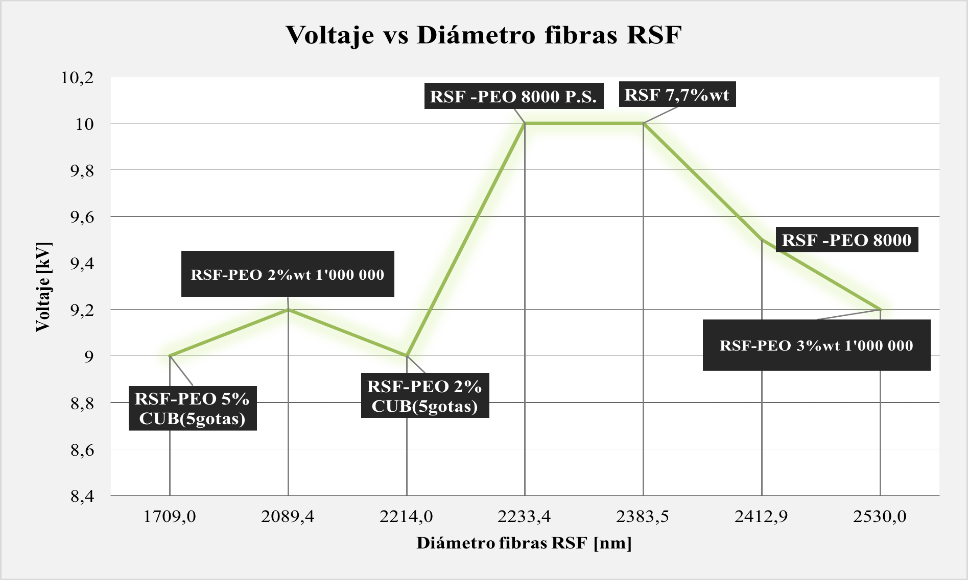 Voltaje vs Diámetro fibras RSF
10,2
10
9,8
9,6
9,4
9,2
9
8,8
8,6
8,4
Voltaje [kV]
RSF -PEO 8000 P.S.
RSF 7,7%wt
RSF -PEO 8000
RSF-PEO 2%wt 1'000 000
RSF-PEO 3%wt 1'000 000
RSF-PEO 5%
CUB(5gotas)
RSF-PEO 2%
CUB(5gotas)
1709,0
2089,4
2214,0
2233,4
2383,5
2412,9
2530,0
Diámetro fibras RSF [nm]